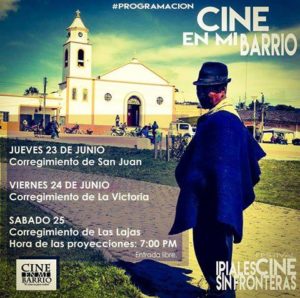 #PROGRAMACION
CINE
EN MI BARRIO
JUEVES 23 DE JUNIO
Corregimiento de San Juan
VIERNES 24 DE JUNIO
Corregimiento de La Victoria
SABADO 25
Corregimiento de Las Lajas
Hora de las proyecciones: 7:00 PM
Entrada libre.
CINE
EN MI
BARRIO
IPIALES CINE
SIN FRONTERAS